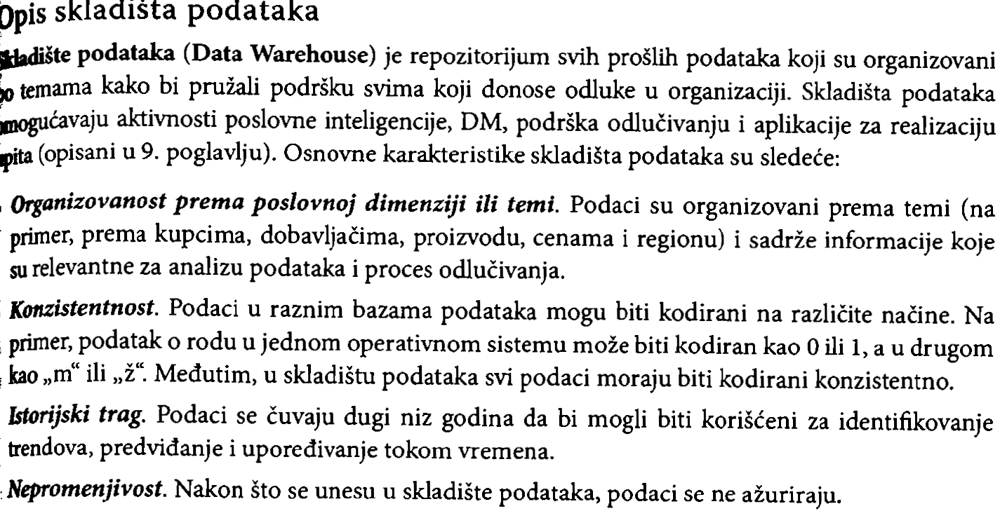 Opis skladišta podataka
Skladište podataka (Data Warehouse) je repozitorijum svih prošlih podataka koji su organizovani
po temama kako bi pružali podršku svima koji donose odluke u organizaciji. Skladišta podataka
omogućavaju aktivnosti poslovne inteligencije, DM, podrška odlučivanju i aplikacije za realizaciju
upita (opisani u 9. poglavlju). Osnovne karakteristike skladišta podataka su sledeće:
Organizovanost prema poslovnoj dimenziji ili temi. Podaci su organizovani prema temi (na
primer, prema kupcima, dobavljačima, proizvodu, cenama i regionu) i sadrže informacije koje
su relevantne za analizu podataka i proces odlučivanja.
Konzistentnost. Podaci u raznim bazama podataka mogu biti kodirani na različite načine. Na
primer, podatak o rodu u jednom operativnom sistemu može biti kodiran kao 0 ili 1, a u drugom
kao „m“ ili „ž“. Međutim, u skladištu podataka svi podaci moraju biti kodirani konzistentno.
Istorijski trag. Podaci se čuvaju dugi niz godina da bi mogli biti korišćeni za identifikovanje
trendova, predviđanje i upoređivanje tokom vremena.
Nepromenjivost. Nakon što se unesu u skladište podataka, podaci se ne ažuriraju.